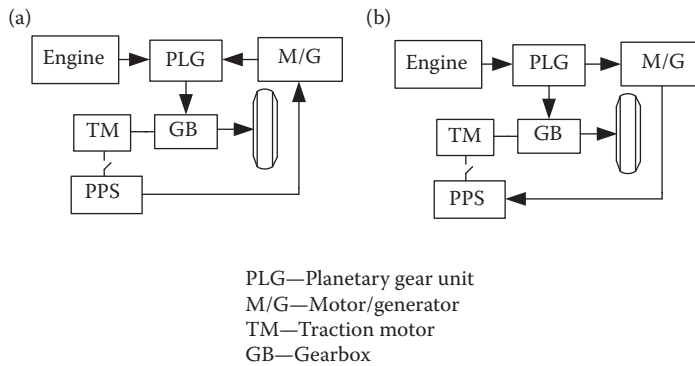 (a)
Engine
PLG
M/G
TM
GB
PPS
(b)
Engine
PLG
M/G
TM
GB
PPS
PLG—Planetary gear unit
M/G—Motor/generator
TM—Traction motor
GB—Gearbox